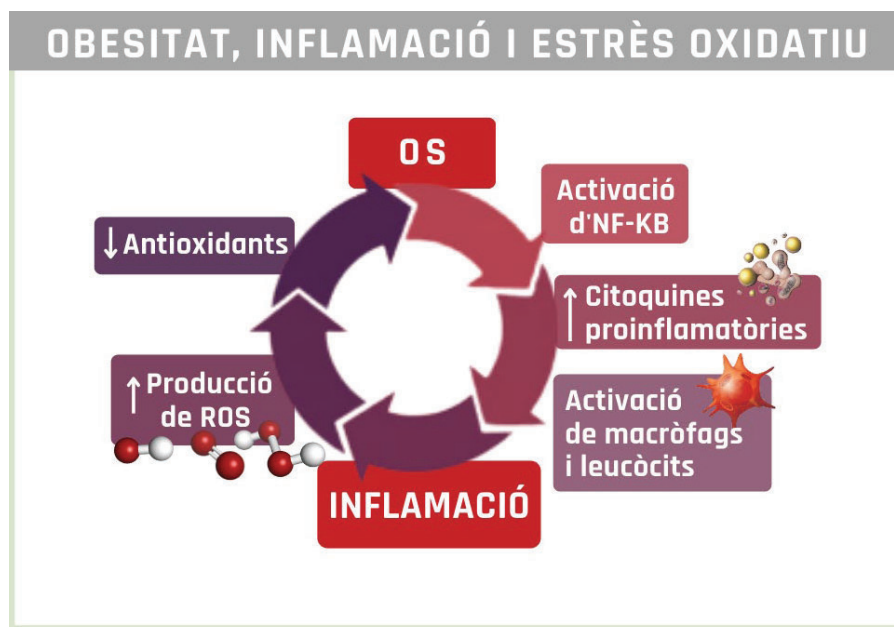 OBESITAT, INFLAMACIÓ I ESTRÈS OXIDATIU
OS
Activació
d'NF-KB
↑ Citoquines
proinflamatòries
Activació
de macròfags
i leucòcits
INFLAMACIÓ
↑ Producció
de ROS
↓ Antioxidants